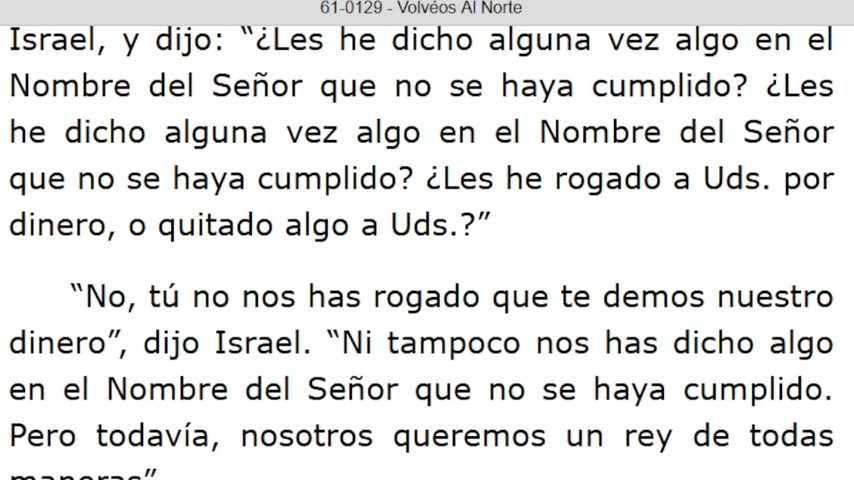 61-0129 - Volvéos Al Norte
Israel, y dijo: “¿Les he dicho alguna vez algo en el
Nombre del Señor que no se haya cumplido? ¿Les
he dicho alguna vez algo en el Nombre del Señor
que no se haya cumplido? ¿Les he rogado a Uds. por
dinero, o quitado algo a Uds.?”
“No, tú no nos has rogado que te demos nuestro
dinero”, dijo Israel. “Ni tampoco nos has dicho algo
en el Nombre del Señor que no se haya cumplido.
Pero todavía, nosotros queremos un rey de todas
maneras”